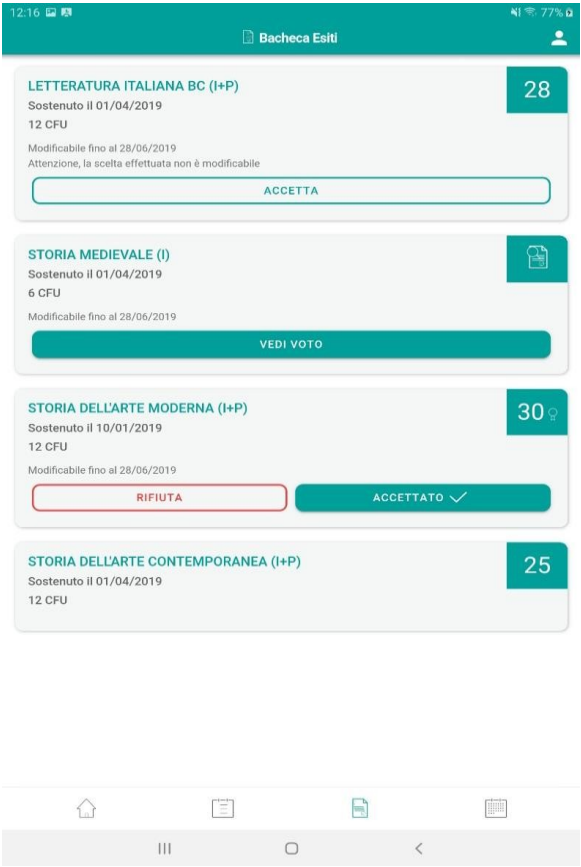 12:16 77%
Bacheca Esiti
LETTERATURA ITALIANA BC (I+P) 28
Sostenuto il 01/04/2019
12 CFU
Modificabile fino al 28/06/2019
Attenzione, la scelta effettuata non è modificabile
ACCETTA
STORIA MEDIEVALE (I)
Sostenuto il 01/04/2019
6 CFU
Modificabile fino al 28/06/2019
VEDI VOTO
STORIA DELL'ARTE MODERNA (I+P) 30
Sostenuto il 10/01/2019
12 CFU
Modificabile fino al 28/06/2019
RIFIUTA ACCETTATO
STORIA DELL'ARTE CONTEMPORANEA (I+P) 25
Sostenuto il 01/04/2019
12 CFU